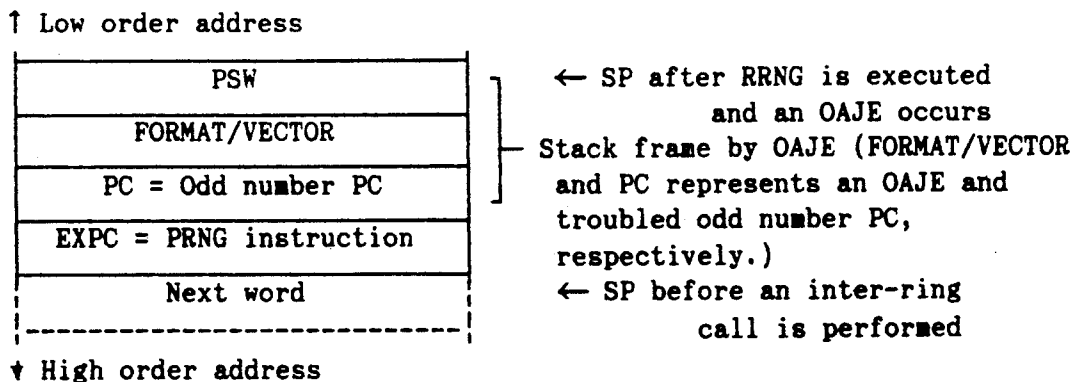 ↑ Low order address
PSW
← SP after RRNG is executed
and an OAJE occurs
FORMAT/VECTOR
Stack frame by OAJE (FORMAT/VECTOR
PC = Odd number PC
and PC represents an OAJE and
troubled odd number PC,
EXPC = PRNG instruction
respectively.)
Next word
← SP before an inter-ring
call is performed
↓ High order address